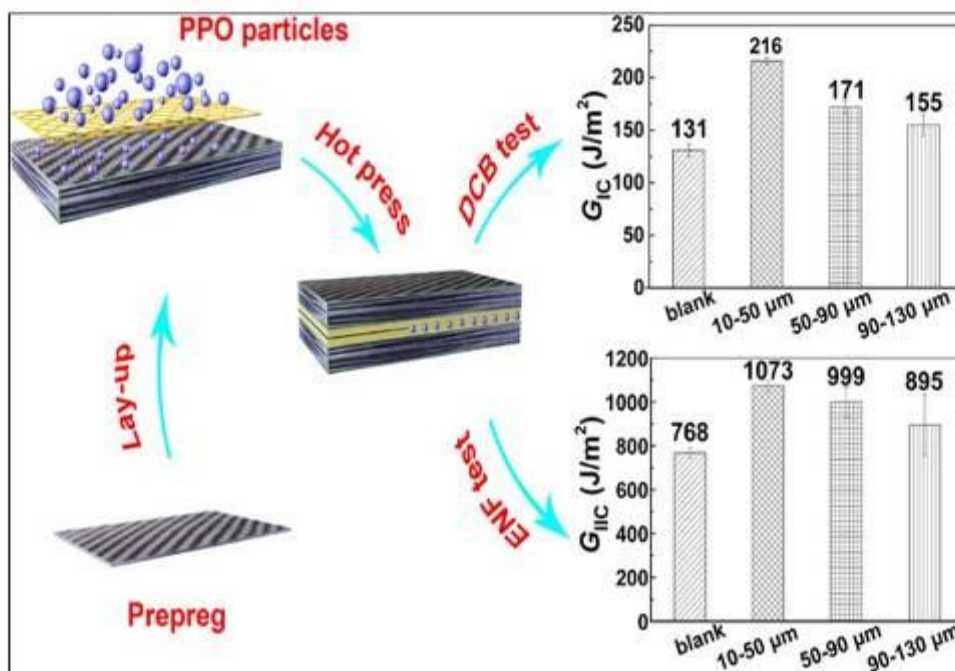 PPO particles
Hot press
DCB test
Lay-up
ENF test
Prepreg
G_IC (J/m²)
250
200
150
100
50
0
131
216
171
155
blank
10-50 μm
50-90 μm
90-130 μm
G_IIC (J/m²)
1200
1000
800
600
400
200
0
768
1073
999
895
blank
10-50 μm
50-90 μm
90-130 μm